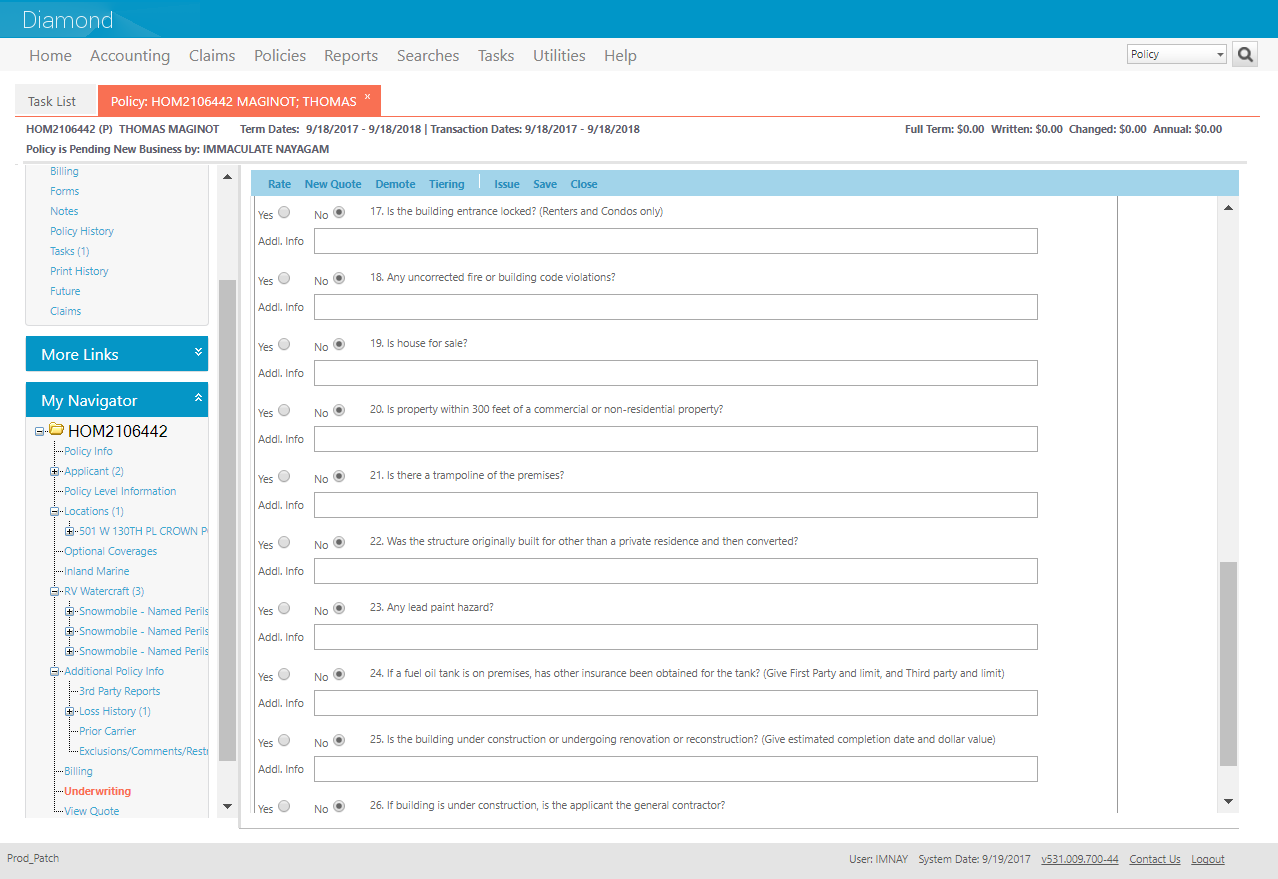 Diamond
Home Accounting Claims Policies Reports Searches Tasks Utilities Help Policy
Task List Policy: HOM2106442 MAGINOT; THOMAS ×
HOM2106442 (P) THOMAS MAGINOT Term Dates: 9/18/2017 - 9/18/2018 | Transaction Dates: 9/18/2017 - 9/18/2018 Full Term: $0.00 Written: $0.00 Changed: $0.00 Annual: $0.00
Policy is Pending New Business by: IMMACULATE NAYAGAM
Billing
Forms
Notes
Policy History
Tasks (1)
Print History
Future
Claims
More Links
My Navigator
HOM2106442
Policy Info
Applicant (2)
Policy Level Information
Locations (1)
501 W 130TH PL CROWN P
Optional Coverages
Inland Marine
RV Watercraft (3)
Snowmobile - Named Perils
Snowmobile - Named Perils
Snowmobile - Named Perils
Additional Policy Info
3rd Party Reports
Loss History (1)
Prior Carrier
Exclusions/Comments/Restr
Billing
Underwriting
View Quote
Rate New Quote Demote Tiering Issue Save Close
Yes No 17. Is the building entrance locked? (Renters and Condos only)
Addl. Info
Yes No 18. Any uncorrected fire or building code violations?
Addl. Info
Yes No 19. Is house for sale?
Addl. Info
Yes No 20. Is property within 300 feet of a commercial or non-residential property?
Addl. Info
Yes No 21. Is there a trampoline of the premises?
Addl. Info
Yes No 22. Was the structure originally built for other than a private residence and then converted?
Addl. Info
Yes No 23. Any lead paint hazard?
Addl. Info
Yes No 24. If a fuel oil tank is on premises, has other insurance been obtained for the tank? (Give First Party and limit, and Third party and limit)
Addl. Info
Yes No 25. Is the building under construction or undergoing renovation or reconstruction? (Give estimated completion date and dollar value)
Addl. Info
Yes No 26. If building is under construction, is the applicant the general contractor?
Prod_Patch User: IMNAY System Date: 9/19/2017 v531.009.700-44 Contact Us Logout